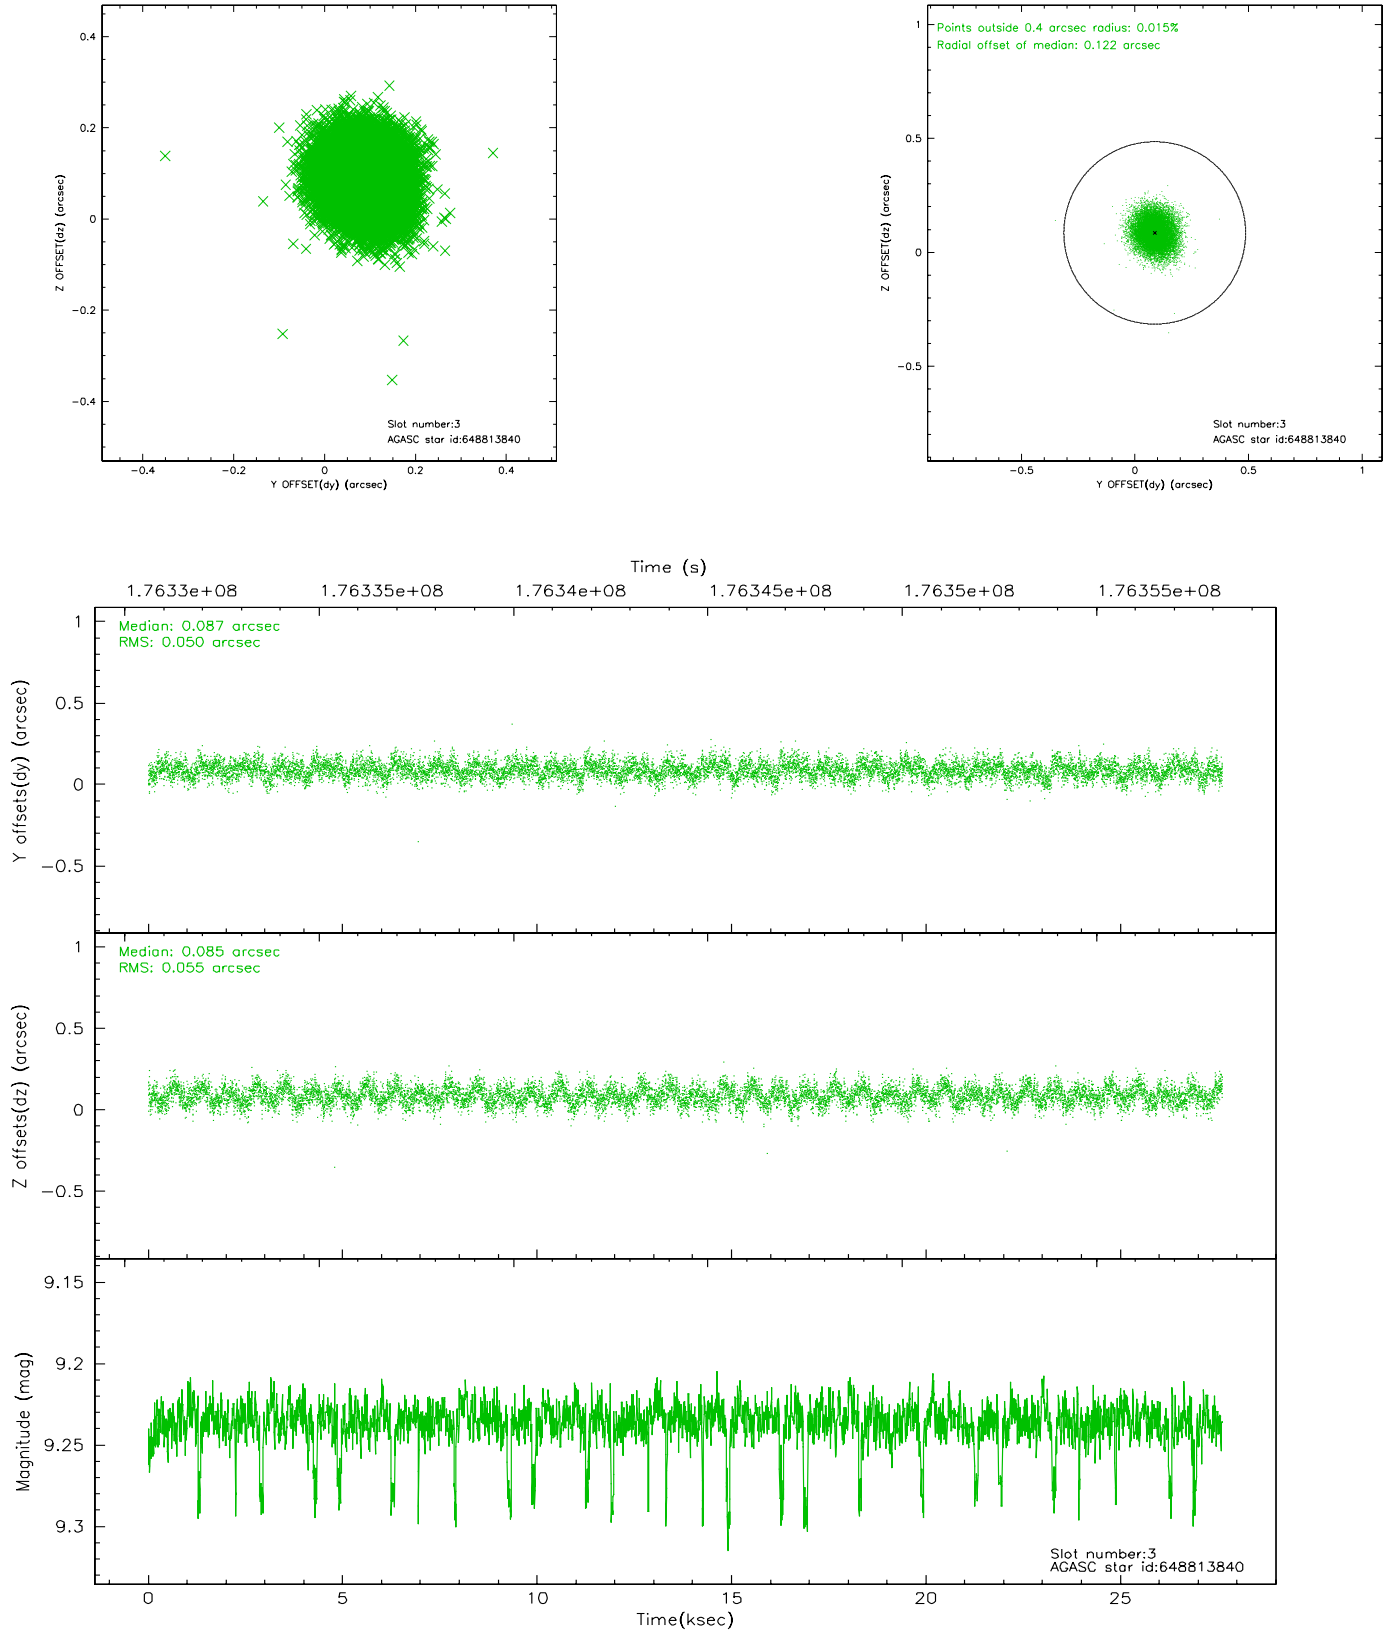 0.4
0.2
0
−0.2
−0.4
Z OFFSET(dz) (arcsec)
Slot number:3
AGASC star id:648813840
−0.4 −0.2 0 0.2 0.4
Y OFFSET(dy) (arcsec)
Points outside 0.4 arcsec radius: 0.015%
Radial offset of median: 0.122 arcsec
1
0.5
0
−0.5
Z OFFSET(dz) (arcsec)
Slot number:3
AGASC star id:648813840
−0.5 0 0.5 1
Y OFFSET(dy) (arcsec)
Time (s)
1.7633e+08 1.76335e+08 1.7634e+08 1.76345e+08 1.7635e+08 1.76355e+08
Median: 0.087 arcsec
RMS: 0.050 arcsec
1
0.5
0
−0.5
Y offsets(dy) (arcsec)
Median: 0.085 arcsec
RMS: 0.055 arcsec
1
0.5
0
−0.5
Z offsets(dz) (arcsec)
9.15
9.2
9.25
9.3
Magnitude (mag)
Slot number:3
AGASC star id:648813840
0 5 10 15 20 25
Time(ksec)